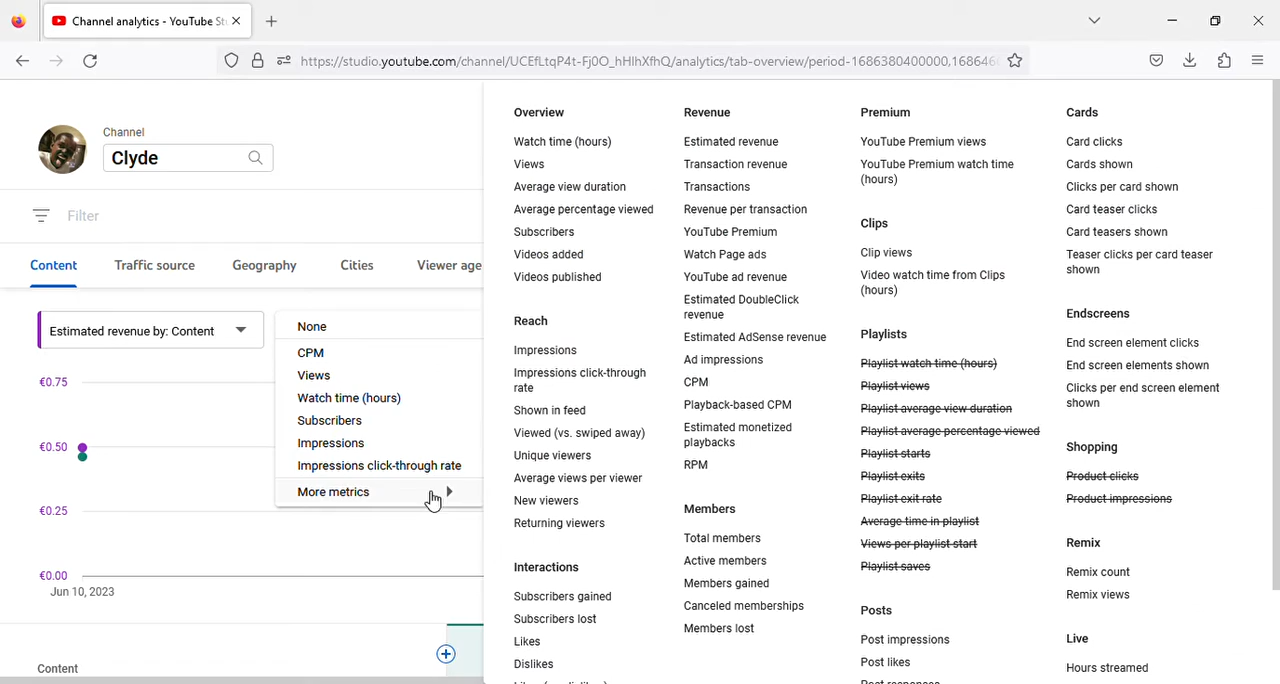 Channel analytics - YouTube St
https://studio.youtube.com/channel/UCEfLtqP4t-Fj0O_hHlhXfhQ/analytics/tab-overview/period-1686380400000,168646
Channel
Clyde
Filter
Content
Traffic source
Geography
Cities
Viewer age
Estimated revenue by: Content
€0.75
€0.50
€0.25
€0.00
Jun 10, 2023
Content
None
CPM
Views
Watch time (hours)
Subscribers
Impressions
Impressions click-through rate
More metrics
Overview
Watch time (hours)
Views
Average view duration
Average percentage viewed
Subscribers
Videos added
Videos published
Reach
Impressions
Impressions click-through
rate
Shown in feed
Viewed (vs. swiped away)
Unique viewers
Average views per viewer
New viewers
Returning viewers
Interactions
Subscribers gained
Subscribers lost
Likes
Dislikes
Revenue
Estimated revenue
Transaction revenue
Transactions
Revenue per transaction
YouTube Premium
Watch Page ads
YouTube ad revenue
Estimated DoubleClick
revenue
Estimated AdSense revenue
Ad impressions
CPM
Playback-based CPM
Estimated monetized
playbacks
RPM
Members
Total members
Active members
Members gained
Canceled memberships
Members lost
Premium
YouTube Premium views
YouTube Premium watch time
(hours)
Clips
Clip views
Video watch time from Clips
(hours)
Playlists
Playlist watch time (hours)
Playlist views
Playlist average view duration
Playlist average percentage viewed
Playlist starts
Playlist exits
Playlist exit rate
Average time in playlist
Views per playlist start
Playlist saves
Posts
Post impressions
Post likes
Cards
Card clicks
Cards shown
Clicks per card shown
Card teaser clicks
Card teasers shown
Teaser clicks per card teaser
shown
Endscreens
End screen element clicks
End screen elements shown
Clicks per end screen element
shown
Shopping
Product clicks
Product impressions
Remix
Remix count
Remix views
Live
Hours streamed